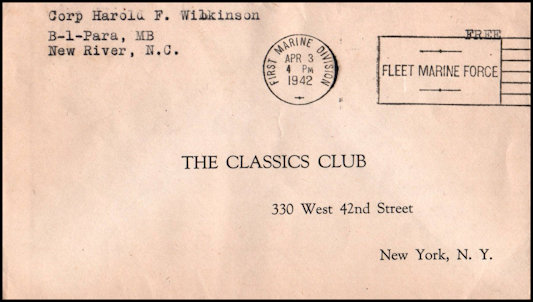 Corp Harold F. Wilkinson
B-1-Para, MB
New River, N.C.
FIRST MARINE DIVISION
APR 3
4 PM
1942
FREE
FLEET MARINE FORCE
THE CLASSICS CLUB
330 West 42nd Street
New York, N. Y.